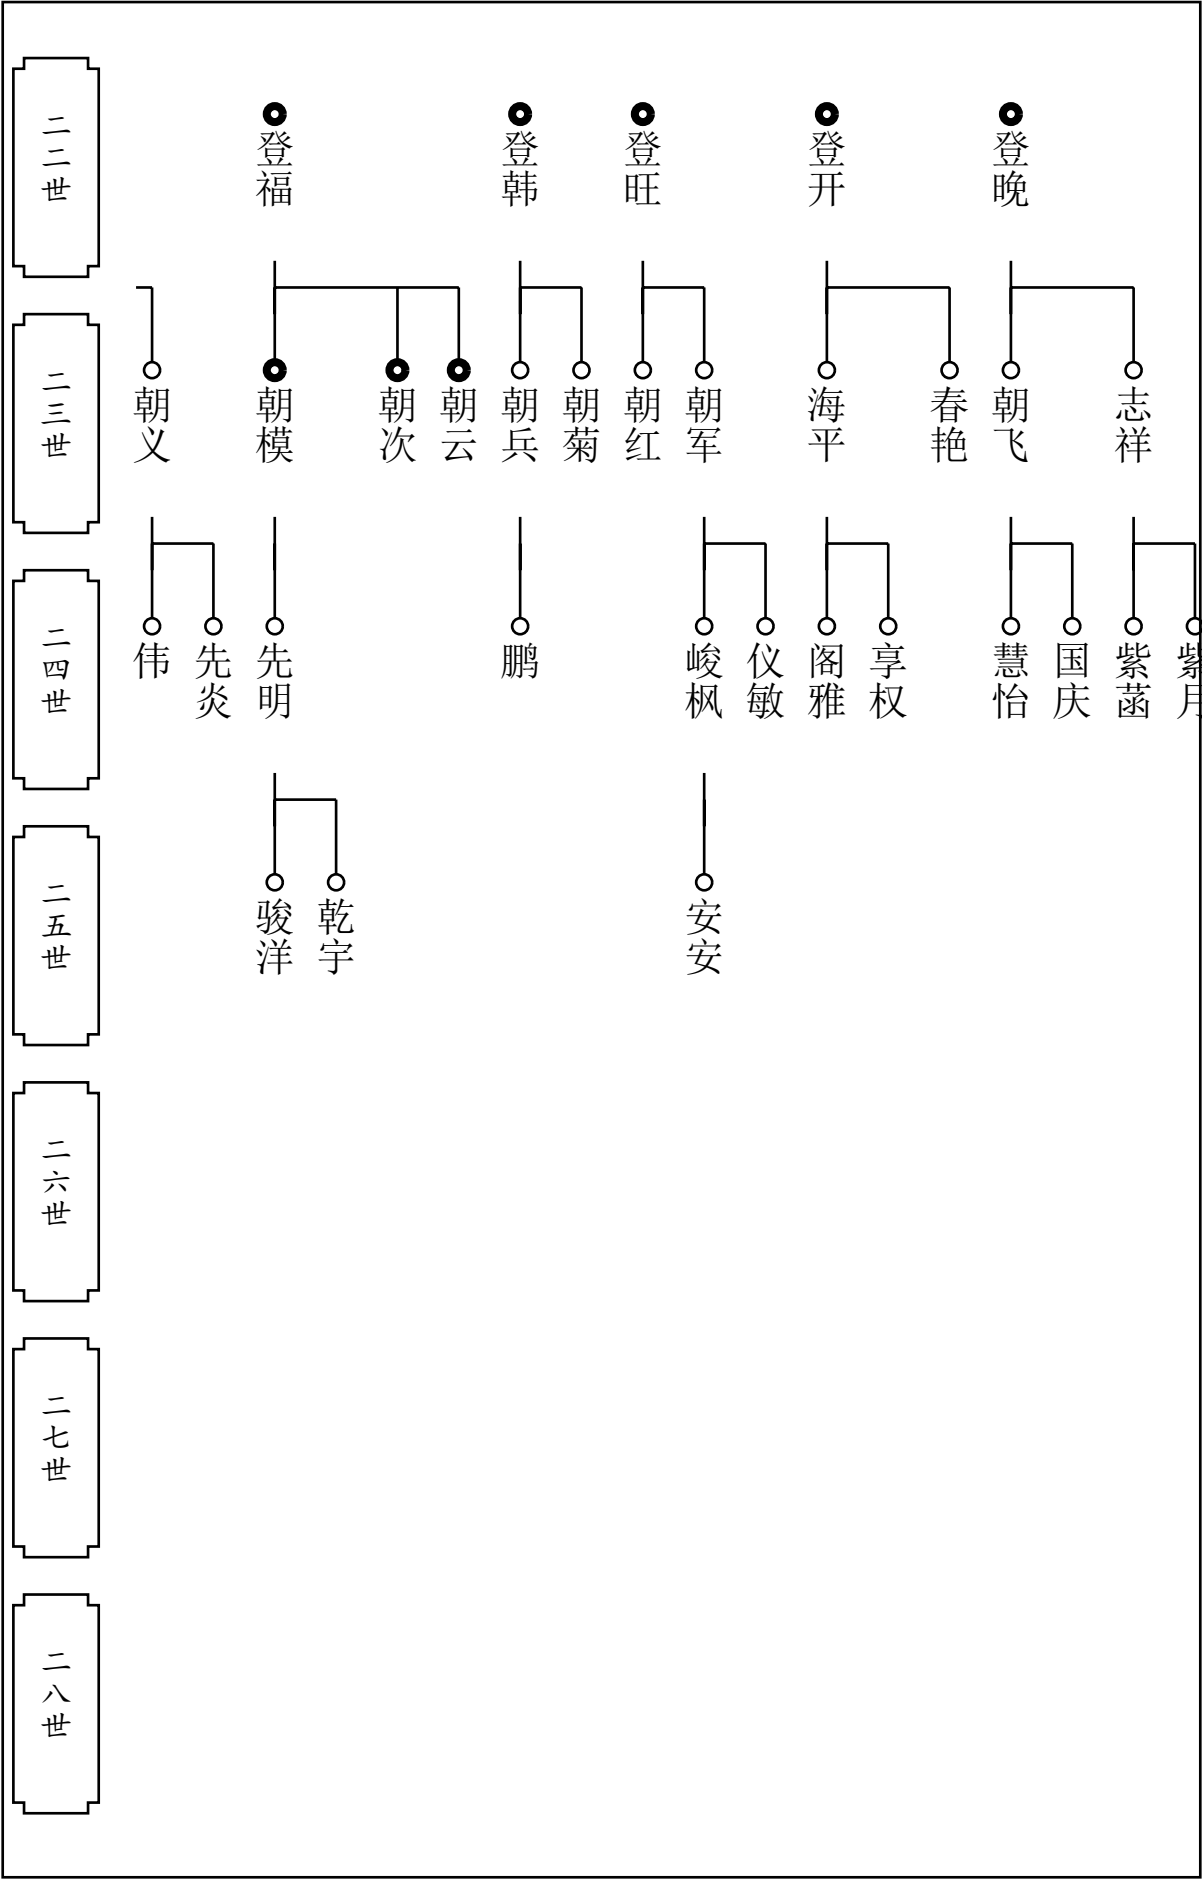 二二世
登福
登韩
登旺
登开
登晚
二三世
朝义
朝模
朝次
朝云
朝兵
朝菊
朝红
朝军
海平
春艳
朝飞
志祥
二四世
伟
先炎
先明
鹏
峻枫
仪敏
阁雅
享权
慧怡
国庆
紫菡
紫月
二五世
骏洋
乾宇
安安
二六世
二七世
二八世